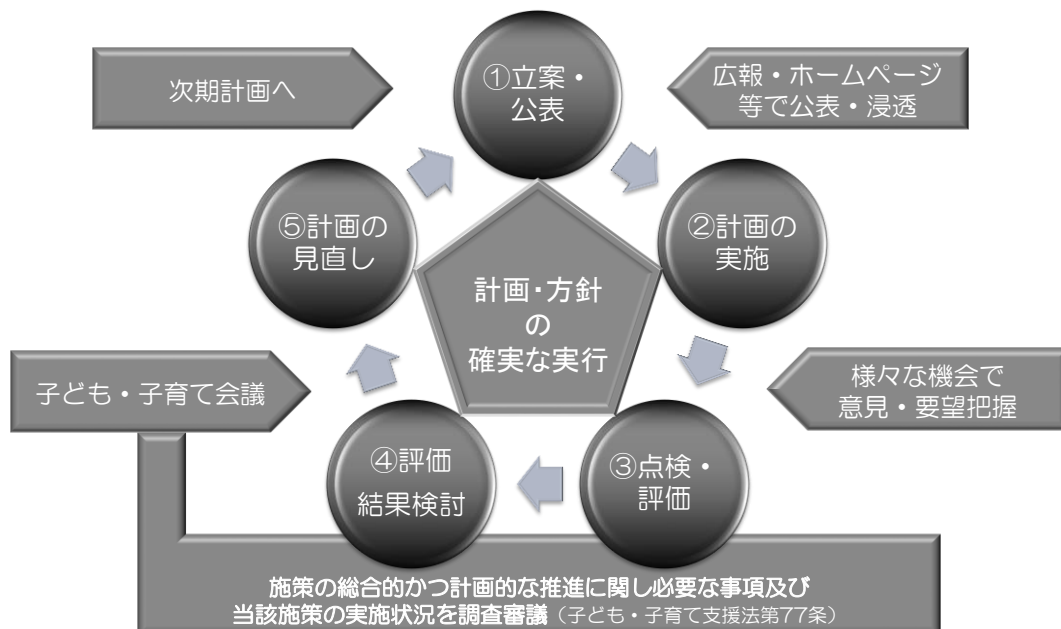 次期計画へ
①立案・
公表
広報・ホームページ
等で公表・浸透
⑤計画の
見直し
②計画の
実施
計画・方針
の
確実な実行
子ども・子育て会議
様々な機会で
意見・要望把握
④評価
結果検討
③点検・
評価
施策の総合的かつ計画的な推進に関し必要な事項及び
当該施策の実施状況を調査審議（子ども・子育て支援法第77条）